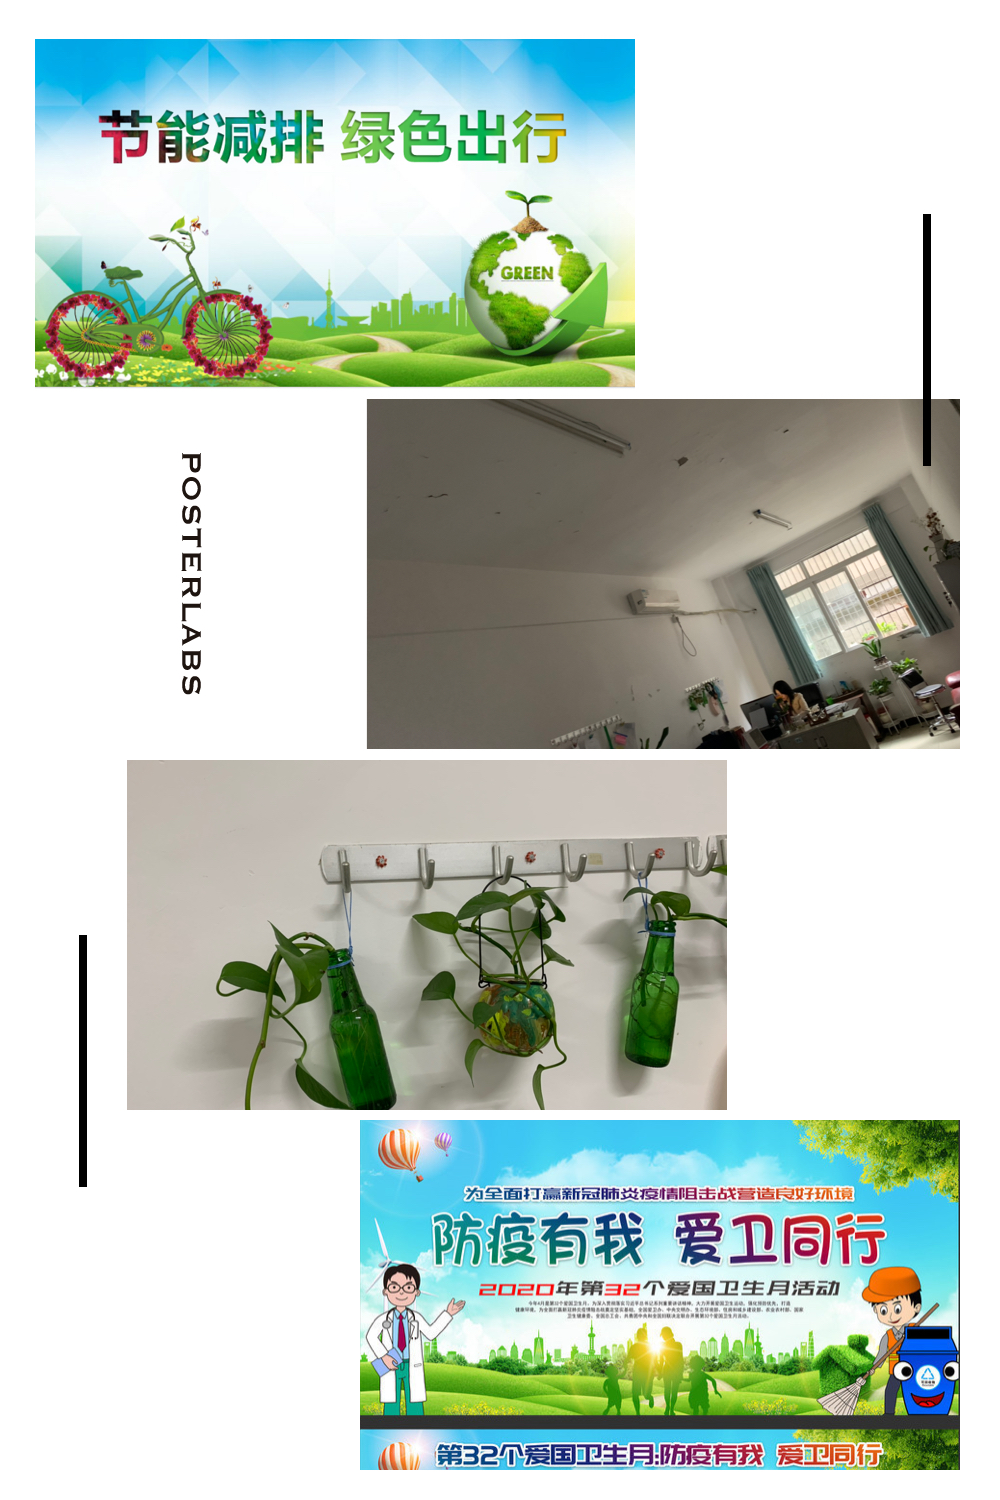 节能减排 绿色出行
GREEN
POSTERLABS
为全面打赢新冠肺炎疫情阻击战营造良好环境
防疫有我 爱卫同行
2020年第32个爱国卫生月活动
第32个爱国卫生月:防疫有我 爱卫同行